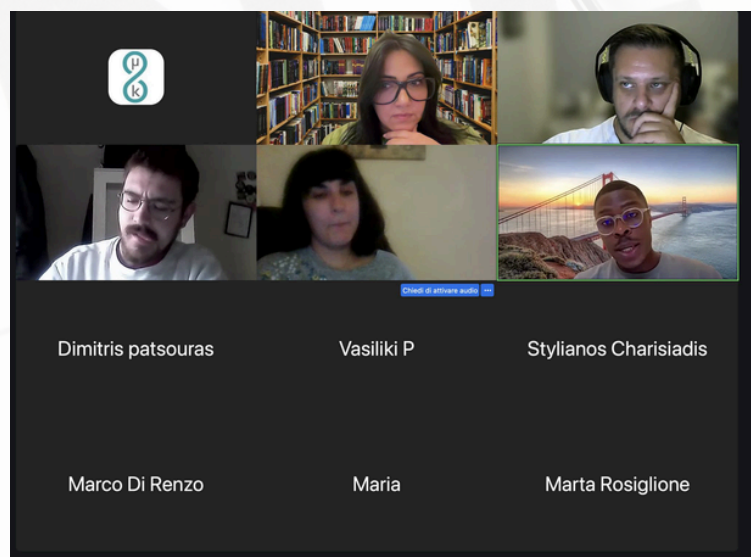 μ
k
Chiedi di attivare audio ...
Dimitris patsouras
Vasiliki P
Stylianos Charisiadis
Marco Di Renzo
Maria
Marta Rosiglione